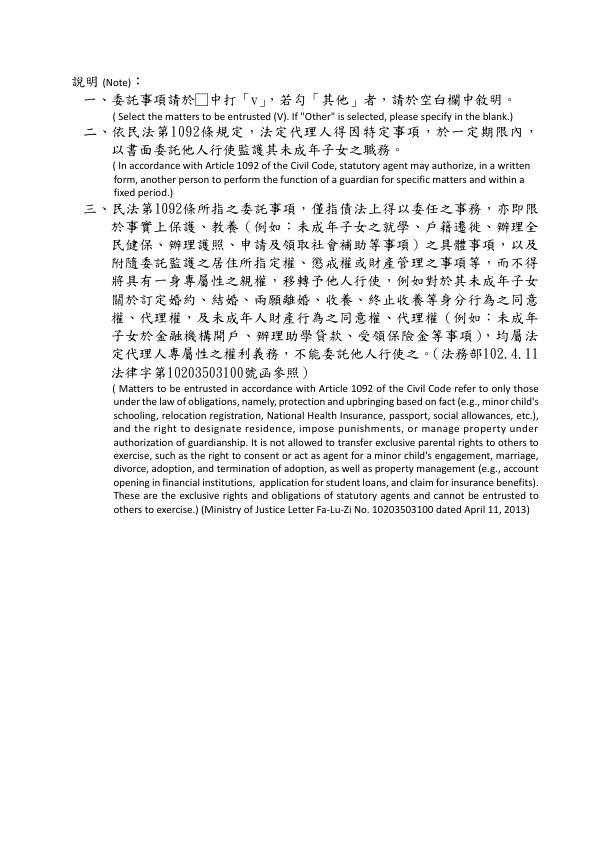 說明 (Note)：
一、委託事項請於□中打「v」，若勾「其他」者，請於空白欄中敘明。
( Select the matters to be entrusted (V). If "Other" is selected, please specify in the blank.)
二、依民法第1092條規定，法定代理人得因特定事項，於一定期限內，
以書面委託他人行使監護其未成年子女之職務。
( In accordance with Article 1092 of the Civil Code, statutory agent may authorize, in a written
form, another person to perform the function of a guardian for specific matters and within a
fixed period.)
三、民法第1092條所指之委託事項，僅指債法上得以委任之事務，亦即限
於事實上保護、教養（例如：未成年子女之就學、戶籍遷徙、辦理全
民健保、辦理護照、申請及領取社會補助等事項）之具體事項，以及
附隨委託監護之居住所指定權、懲戒權或財產管理之事項等，而不得
將具有一身專屬性之親權，移轉予他人行使，例如對於其未成年子女
關於訂定婚約、結婚、兩願離婚、收養、終止收養等身分行為之同意
權、代理權，及未成年人財產行為之同意權、代理權（例如：未成年
子女於金融機構開戶、辦理助學貸款、受領保險金等事項），均屬法
定代理人專屬性之權利義務，不能委託他人行使之。（法務部102.4.11
法律字第10203503100號函參照）
( Matters to be entrusted in accordance with Article 1092 of the Civil Code refer to only those
under the law of obligations, namely, protection and upbringing based on fact (e.g., minor child's
schooling, relocation registration, National Health Insurance, passport, social allowances, etc.),
and the right to designate residence, impose punishments, or manage property under
authorization of guardianship. It is not allowed to transfer exclusive parental rights to others to
exercise, such as the right to consent or act as agent for a minor child's engagement, marriage,
divorce, adoption, and termination of adoption, as well as property management (e.g., account
opening in financial institutions, application for student loans, and claim for insurance benefits).
These are the exclusive rights and obligations of statutory agents and cannot be entrusted to
others to exercise.) (Ministry of Justice Letter Fa-Lu-Zi No. 10203503100 dated April 11, 2013)